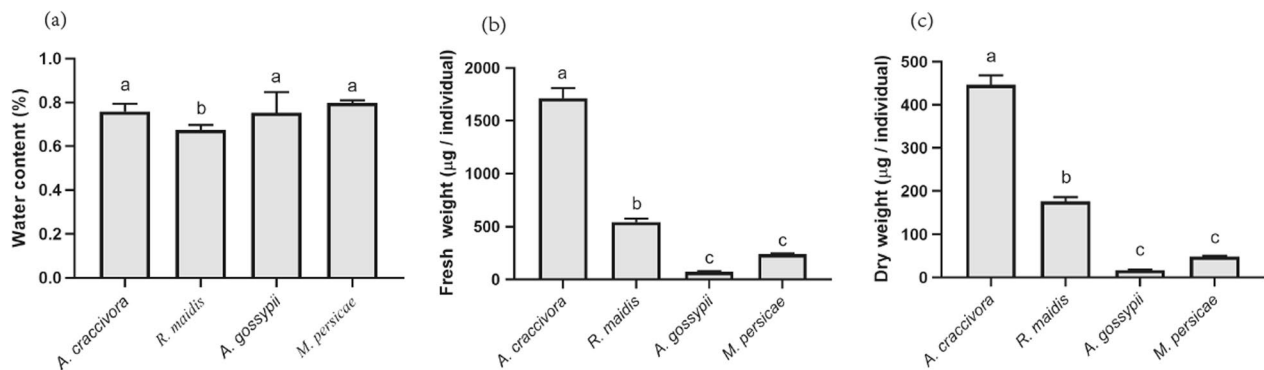 (a)
Water content (%)
1.0
0.8
0.6
0.4
0.2
0.0
a
b
a
a
A. craccivora
R. maidis
A. gossypii
M. persicae
(b)
Fresh weight (μg / individual)
2000
1500
1000
500
0
a
b
c
c
A. craccivora
R. maidis
A. gossypii
M. persicae
(c)
Dry weight (μg / individual)
500
400
300
200
100
0
a
b
c
c
A. craccivora
R. maidis
A. gossypii
M. persicae